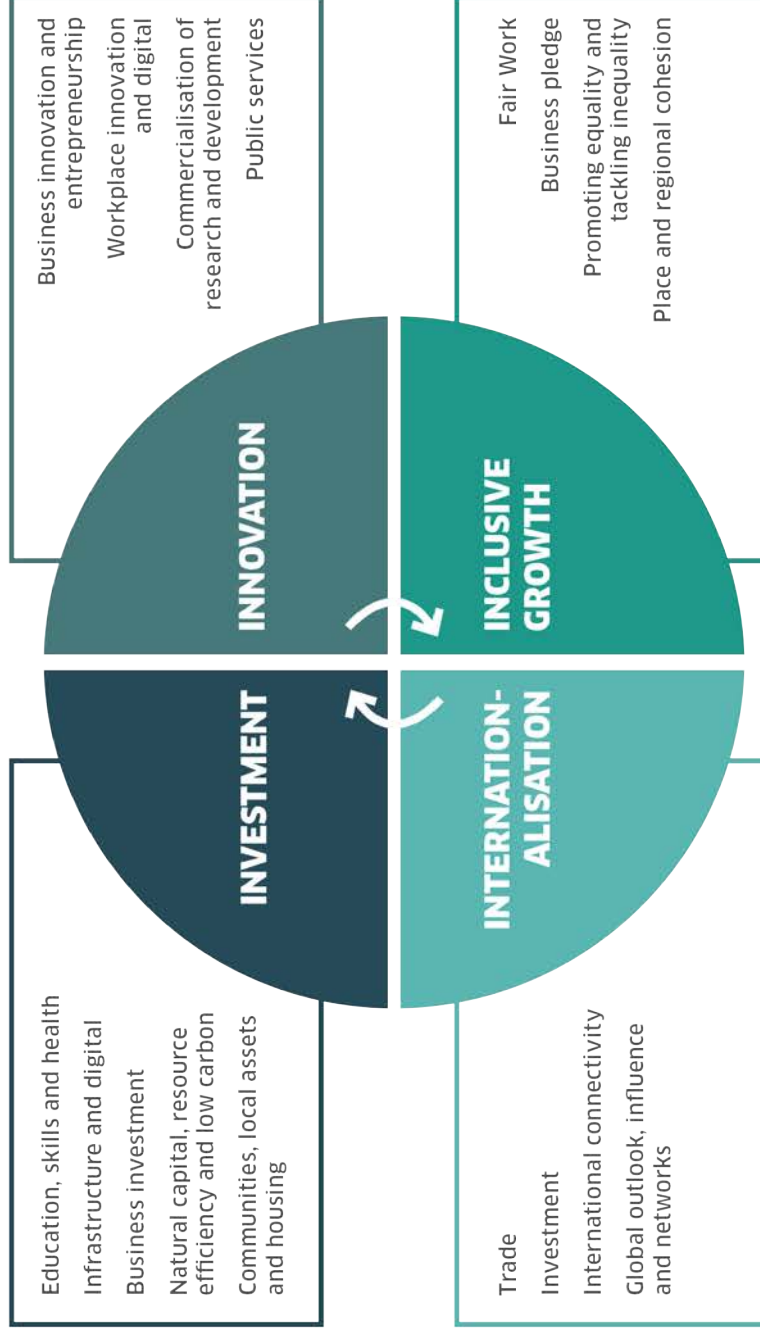 Education, skills and health
Infrastructure and digital
Business investment
Natural capital, resource
efficiency and low carbon
Communities, local assets
and housing
INVESTMENT
INNOVATION
Business innovation and
entrepreneurship
Workplace innovation
and digital
Commercialisation of
research and development
Public services
Trade
Investment
International connectivity
Global outlook, influence
and networks
INTERNATION-
ALISATION
INCLUSIVE
GROWTH
Fair Work
Business pledge
Promoting equality and
tackling inequality
Place and regional cohesion